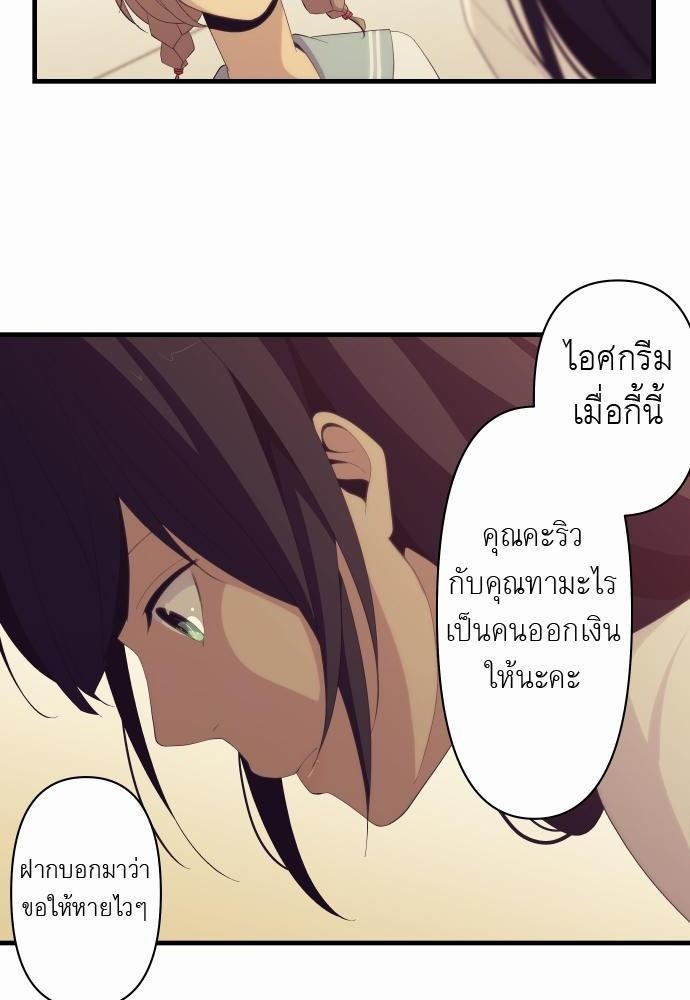 ไอศกรีม
เมื่อกี้นี้
คุณคะริว
กับคุณทามะไร
เป็นคนออกเงิน
ให้นะคะ
ฝากบอกมาว่า
ขอให้หายไวๆ